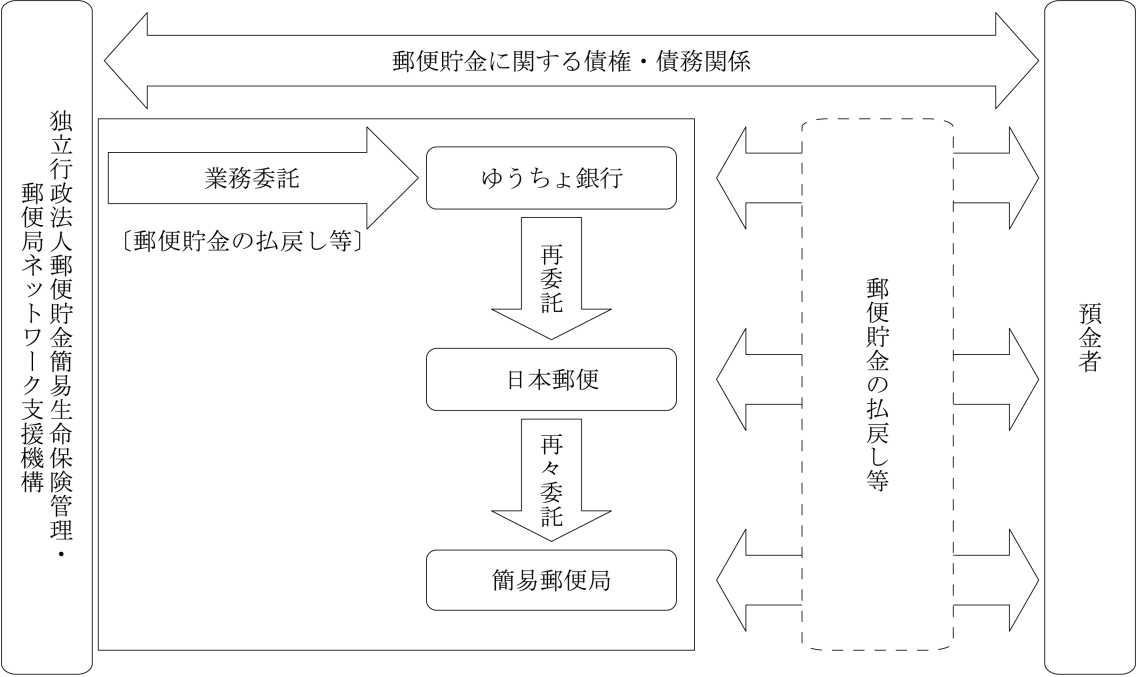 郵便貯金に関する債権・債務関係
独立行政法人郵便貯金簡易生命保険管理・
郵便局ネットワーク支援機構
業務委託
〔郵便貯金の払戻し等〕
ゆうちょ銀行
再委託
日本郵便
再々委託
簡易郵便局
郵便貯金の払戻し等
預金者